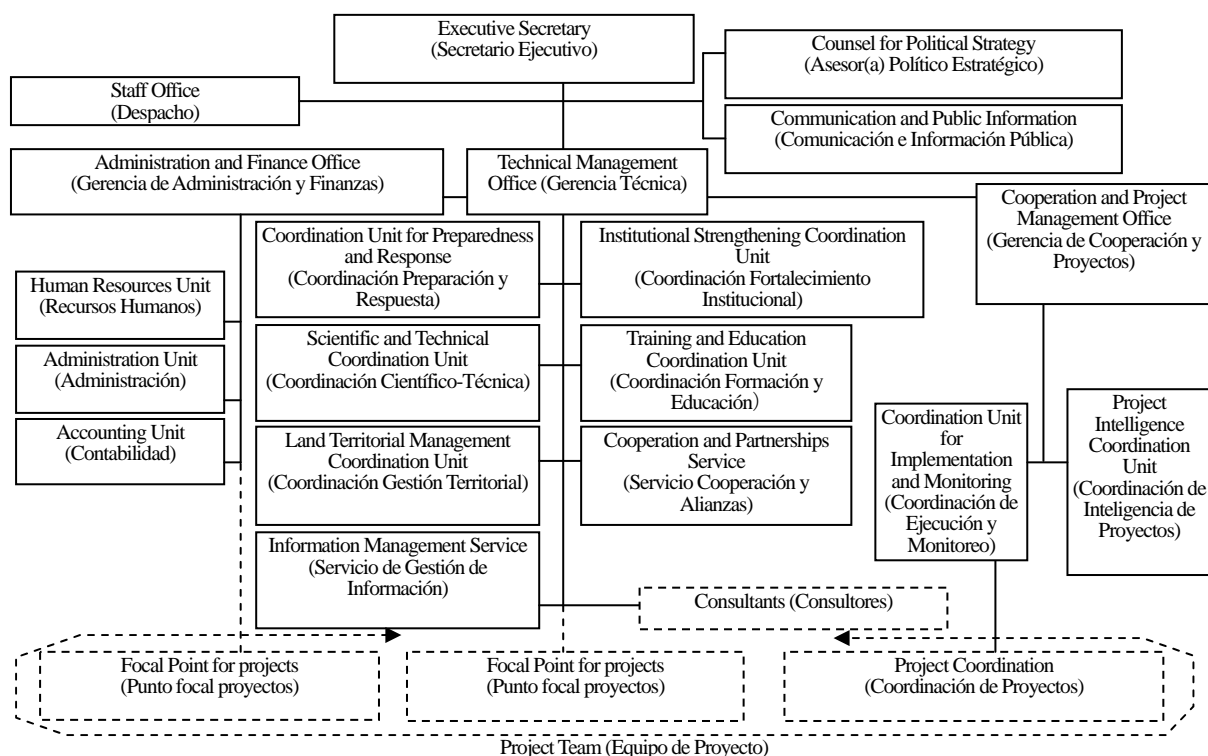 Executive Secretary
(Secretario Ejecutivo)
Counsel for Political Strategy
(Asesor(a) Político Estratégico)
Staff Office
(Despacho)
Communication and Public Information
(Comunicación e Información Pública)
Administration and Finance Office
(Gerencia de Administración y Finanzas)
Technical Management
Office (Gerencia Técnica)
Cooperation and Project
Management Office
(Gerencia de Cooperación y
Proyectos)
Coordination Unit for Preparedness
and Response
(Coordinación Preparación y
Respuesta)
Institutional Strengthening Coordination
Unit
(Coordinación Fortalecimiento
Institucional)
Human Resources Unit
(Recursos Humanos)
Scientific and Technical
Coordination Unit
(Coordinación Científico-Técnica)
Training and Education
Coordination Unit
(Coordinación Formación y
Educación)
Administration Unit
(Administración)
Accounting Unit
(Contabilidad)
Land Territorial Management
Coordination Unit
(Coordinación Gestión Territorial)
Cooperation and Partnerships
Service
(Servicio Cooperación y
Alianzas)
Coordination Unit
for
Implementation
and Monitoring
(Coordinación de
Ejecución y
Monitoreo)
Project
Intelligence
Coordination
Unit
(Coordinación de
Inteligencia de
Proyectos)
Information Management Service
(Servicio de Gestión de
Información)
Consultants (Consultores)
Focal Point for projects
(Punto focal proyectos)
Focal Point for projects
(Punto focal proyectos)
Project Coordination
(Coordinación de Proyectos)
Project Team (Equipo de Proyecto)